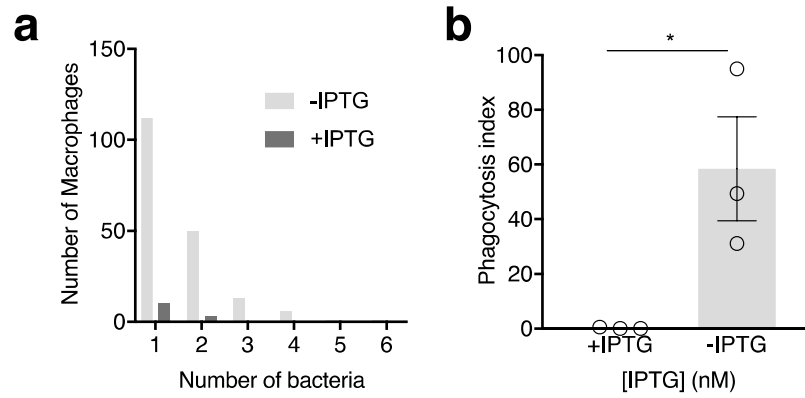 a
150
100
50
0
Number of Macrophages
-IPTG
+IPTG
1 2 3 4 5 6
Number of bacteria
b
*
100
80
60
40
20
0
Phagocytosis index
+IPTG -IPTG
[IPTG] (nM)